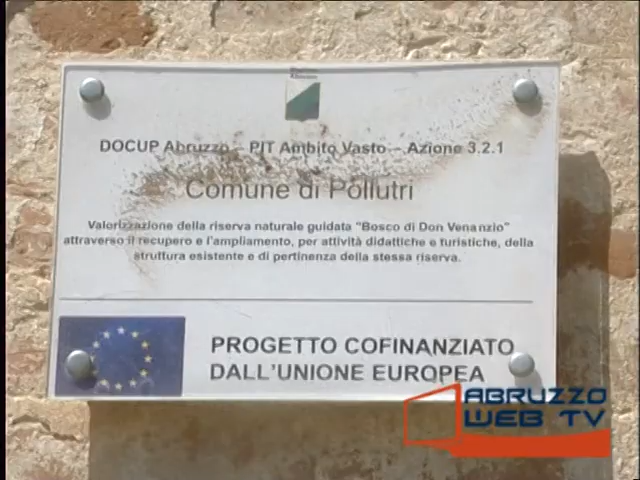 DOCUP Abruzzo - PIT Ambito Vasto - Azione 3.2.1
Comune di Pollutri
Valorizzazione della riserva naturale guidata "Bosco di Don Venanzio"
attraverso il recupero e l'ampliamento, per attività didattiche e turistiche, della
struttura esistente e di pertinenza della stessa riserva.
PROGETTO COFINANZIATO
DALL'UNIONE EUROPEA
ABRUZZO
WEB TV